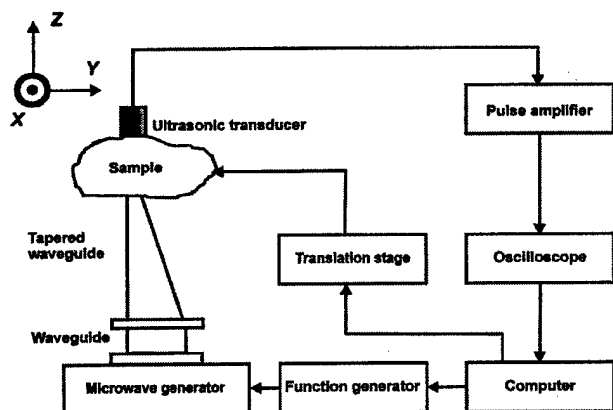 Z
Y
X
Ultrasonic transducer
Pulse amplifier
Sample
Tapered
waveguide
Translation stage
Oscilloscope
Waveguide
Microwave generator
Function generator
Computer